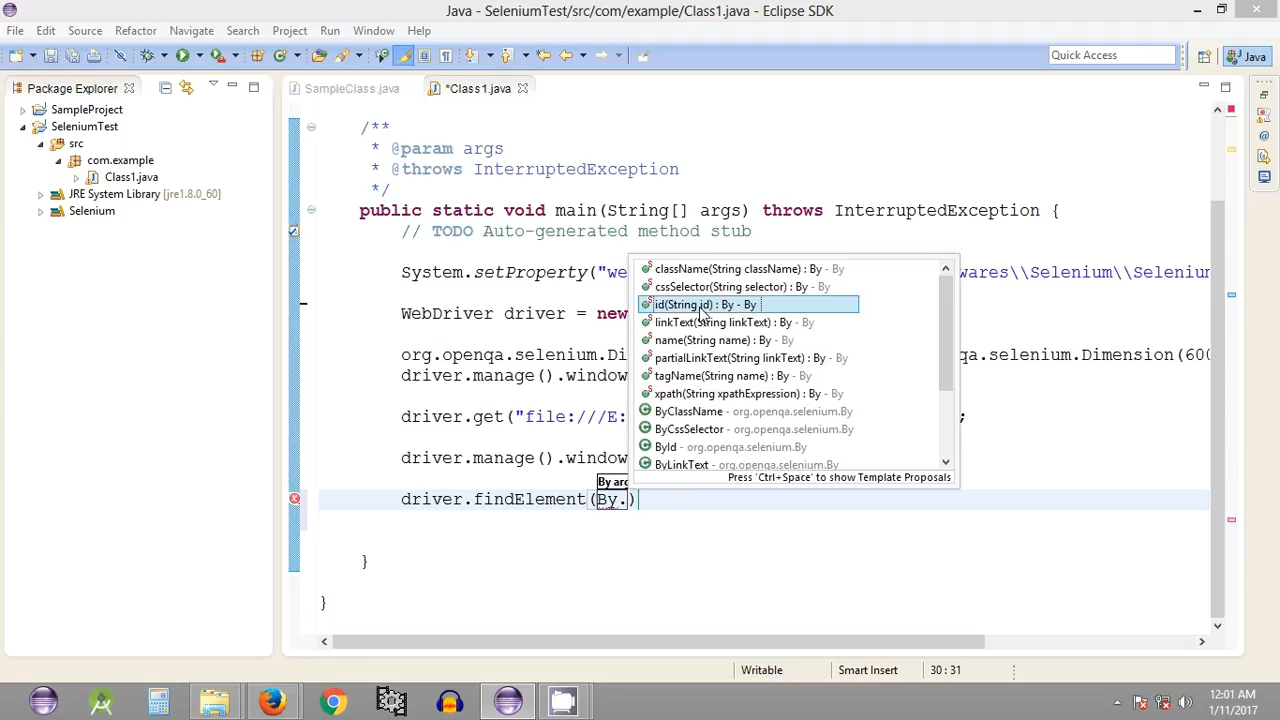 Java - SeleniumTest/src/com/example/Class1.java - Eclipse SDK
File Edit Source Refactor Navigate Search Project Run Window Help
Quick Access
Java
Package Explorer
SampleClass.java
*Class1.java
SampleProject
SeleniumTest
src
com.example
Class1.java
JRE System Library [jre1.8.0_60]
Selenium
/**
* @param args
* @throws InterruptedException
*/
public static void main(String[] args) throws InterruptedException {
// TODO Auto-generated method stub
System.setProperty("we
wares\\Selenium\\Selenium
WebDriver driver = new
org.openqa.selenium.Di
qa.selenium.Dimension(600
driver.manage().window
driver.get("file:///E:
;
driver.manage().window
By arg
driver.findElement(By.)
}
}
className(String className) : By - By
cssSelector(String selector) : By - By
id(String id) : By - By
linkText(String linkText) : By - By
name(String name) : By - By
partialLinkText(String linkText) : By - By
tagName(String name) : By - By
xpath(String xpathExpression) : By - By
ByClassName - org.openqa.selenium.By
ByCssSelector - org.openqa.selenium.By
ById - org.openqa.selenium.By
ByLinkText - org.openqa.selenium.By
Press 'Ctrl+Space' to show Template Proposals
Writable
Smart Insert
30 : 31
12:01 AM
1/11/2017